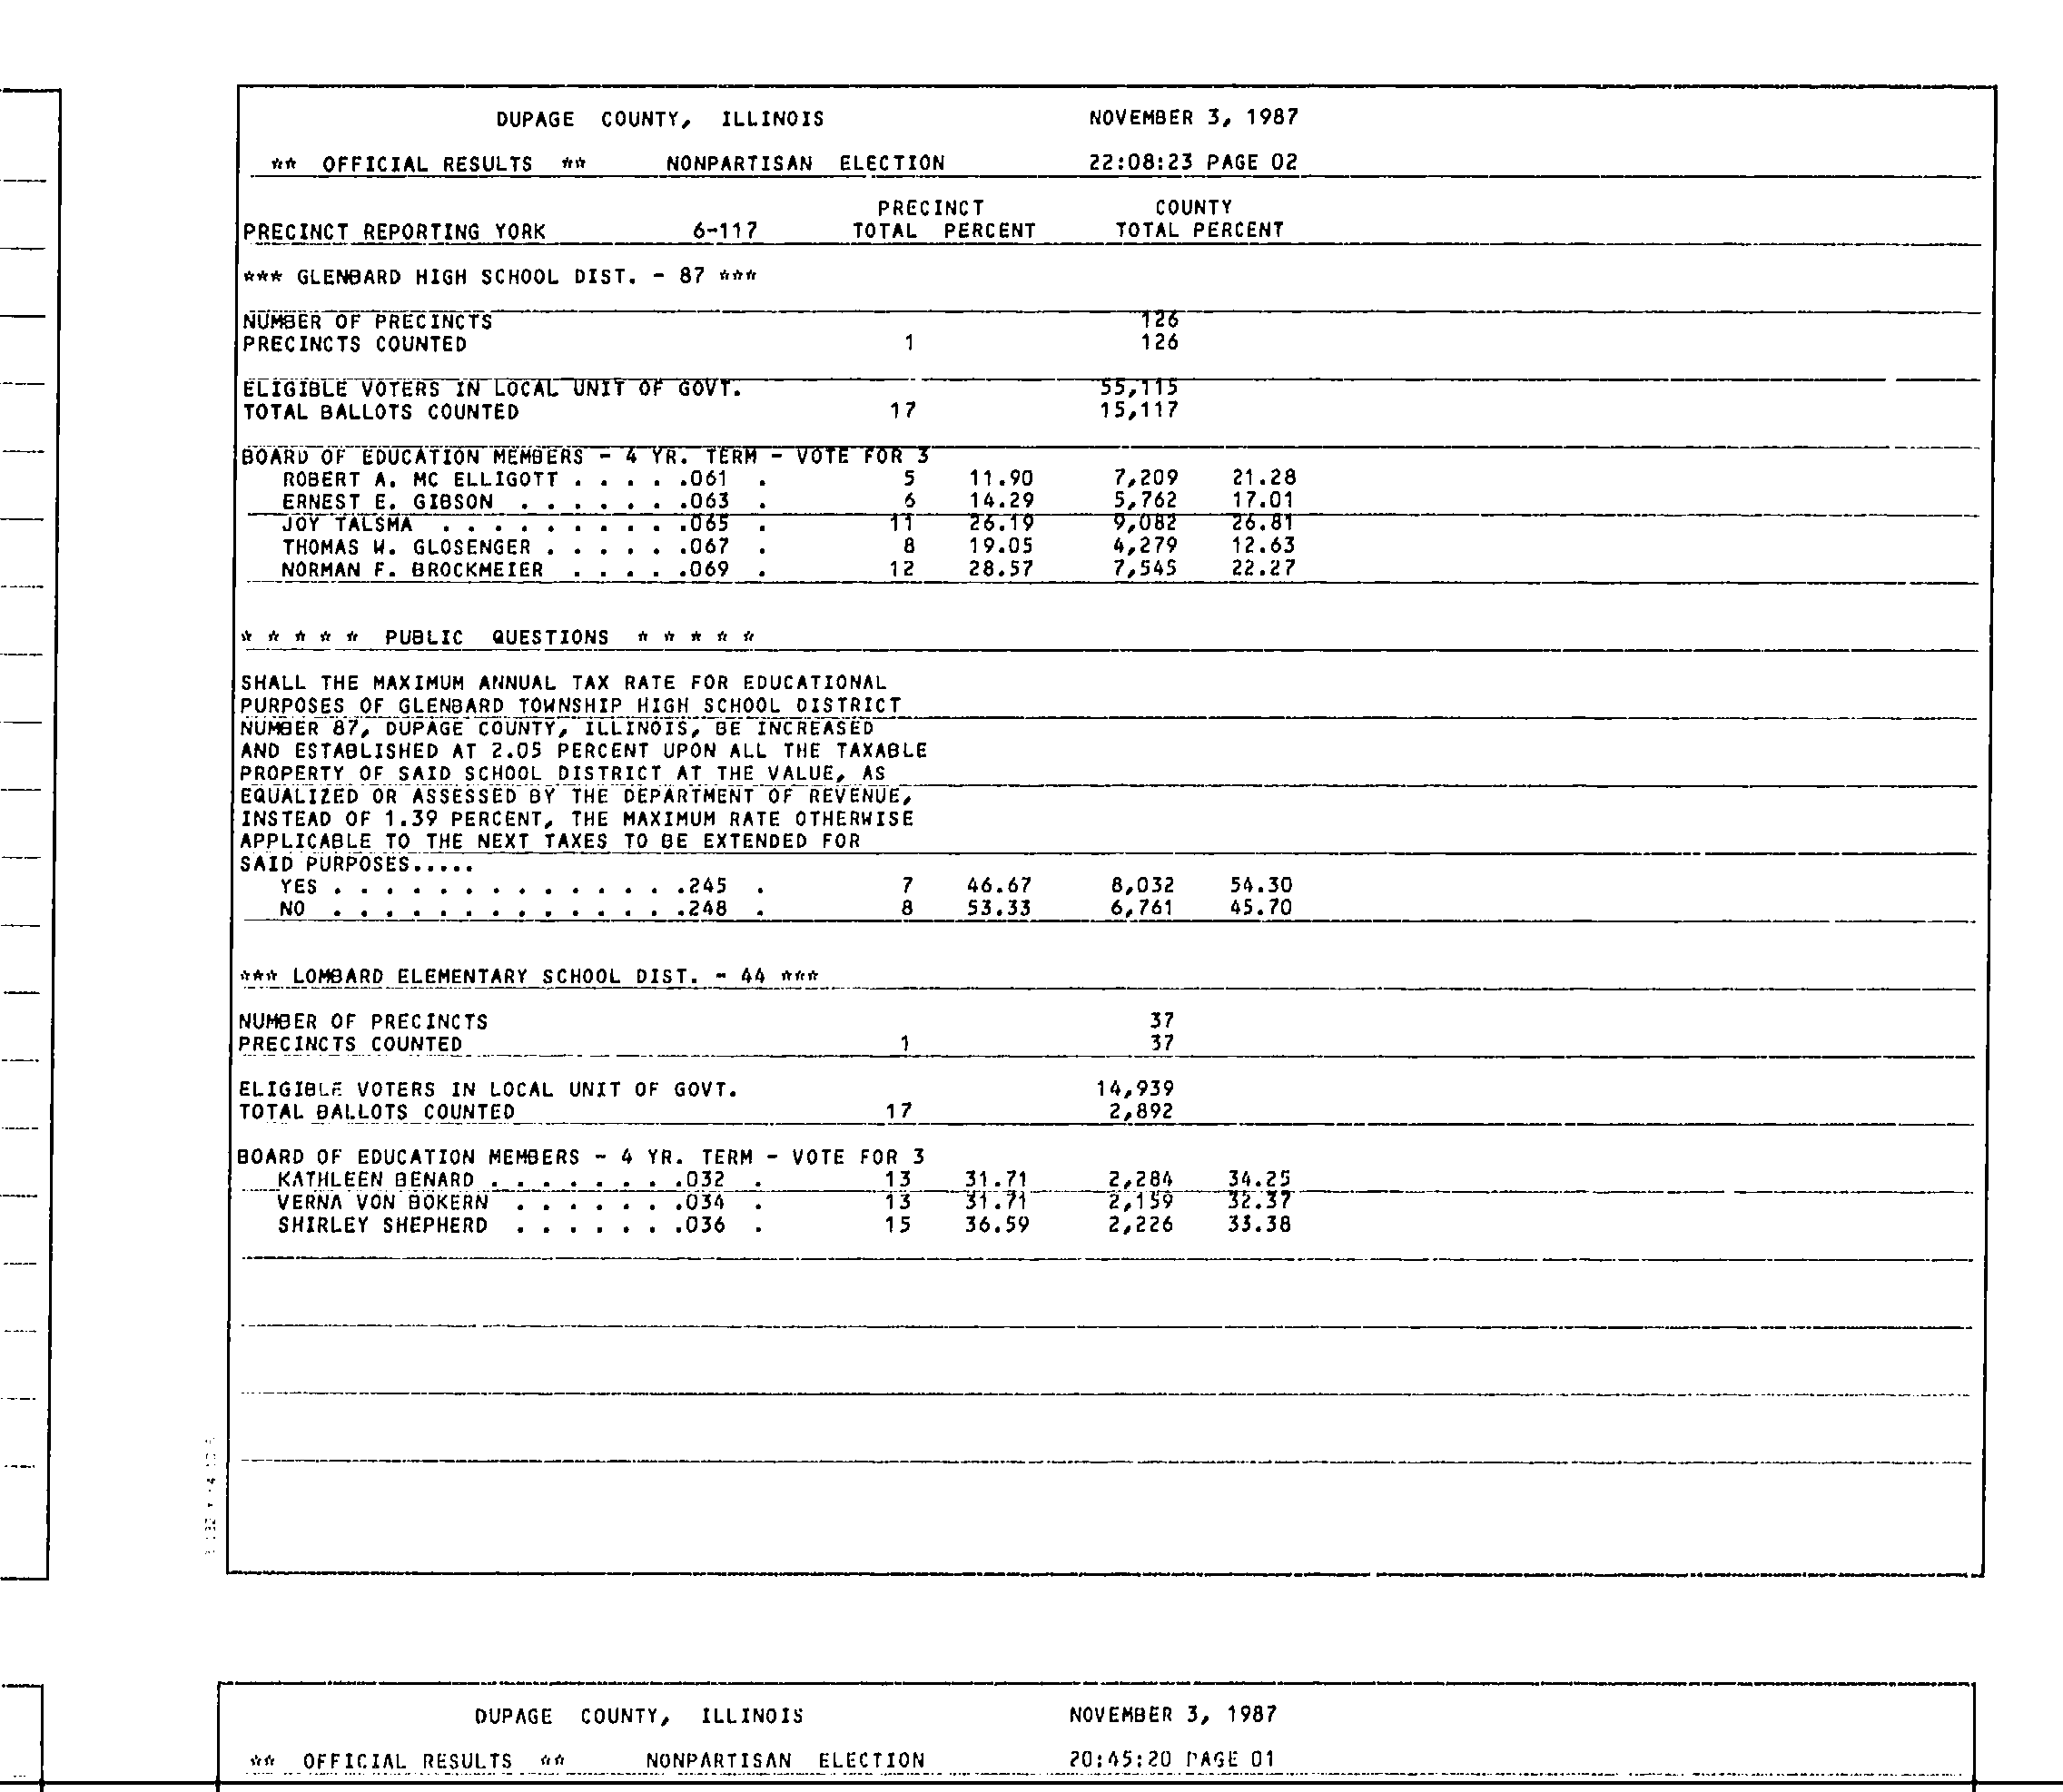 DUPAGE COUNTY, ILLINOIS NOVEMBER 3, 1987
** OFFICIAL RESULTS ** NONPARTISAN ELECTION 22:08:23 PAGE 02
PRECINCT COUNTY
PRECINCT REPORTING YORK 6-117 TOTAL PERCENT TOTAL PERCENT
*** GLENBARD HIGH SCHOOL DIST. - 87 ***
NUMBER OF PRECINCTS 126
PRECINCTS COUNTED 1 126
ELIGIBLE VOTERS IN LOCAL UNIT OF GOVT. 55,115
TOTAL BALLOTS COUNTED 17 15,117
BOARD OF EDUCATION MEMBERS - 4 YR. TERM - VOTE FOR 3
ROBERT A. MC ELLIGOTT . . . . .061 . 5 11.90 7,209 21.28
ERNEST E. GIBSON . . . . . . .063 . 6 14.29 5,762 17.01
JOY TALSMA . . . . . . . . . .065 . 11 26.19 9,082 26.81
THOMAS W. GLOSENGER . . . . . .067 . 8 19.05 4,279 12.63
NORMAN F. BROCKMEIER . . . . .069 . 12 28.57 7,545 22.27
* * * * * PUBLIC QUESTIONS * * * * *
SHALL THE MAXIMUM ANNUAL TAX RATE FOR EDUCATIONAL
PURPOSES OF GLENBARD TOWNSHIP HIGH SCHOOL DISTRICT
NUMBER 87, DUPAGE COUNTY, ILLINOIS, BE INCREASED
AND ESTABLISHED AT 2.05 PERCENT UPON ALL THE TAXABLE
PROPERTY OF SAID SCHOOL DISTRICT AT THE VALUE, AS
EQUALIZED OR ASSESSED BY THE DEPARTMENT OF REVENUE,
INSTEAD OF 1.39 PERCENT, THE MAXIMUM RATE OTHERWISE
APPLICABLE TO THE NEXT TAXES TO BE EXTENDED FOR
SAID PURPOSES.....
YES . . . . . . . . . . . . . .245 . 7 46.67 8,032 54.30
NO . . . . . . . . . . . . . .248 . 8 53.33 6,761 45.70
*** LOMBARD ELEMENTARY SCHOOL DIST. - 44 ***
NUMBER OF PRECINCTS 37
PRECINCTS COUNTED 1 37
ELIGIBLE VOTERS IN LOCAL UNIT OF GOVT. 14,939
TOTAL BALLOTS COUNTED 17 2,892
BOARD OF EDUCATION MEMBERS - 4 YR. TERM - VOTE FOR 3
KATHLEEN BENARD . . . . . . . .032 . 13 31.71 2,284 34.25
VERNA VON BOKERN . . . . . . .034 . 13 31.71 2,159 32.37
SHIRLEY SHEPHERD . . . . . . .036 . 15 36.59 2,226 33.38
DUPAGE COUNTY, ILLINOIS NOVEMBER 3, 1987
** OFFICIAL RESULTS ** NONPARTISAN ELECTION 20:45:20 PAGE 01